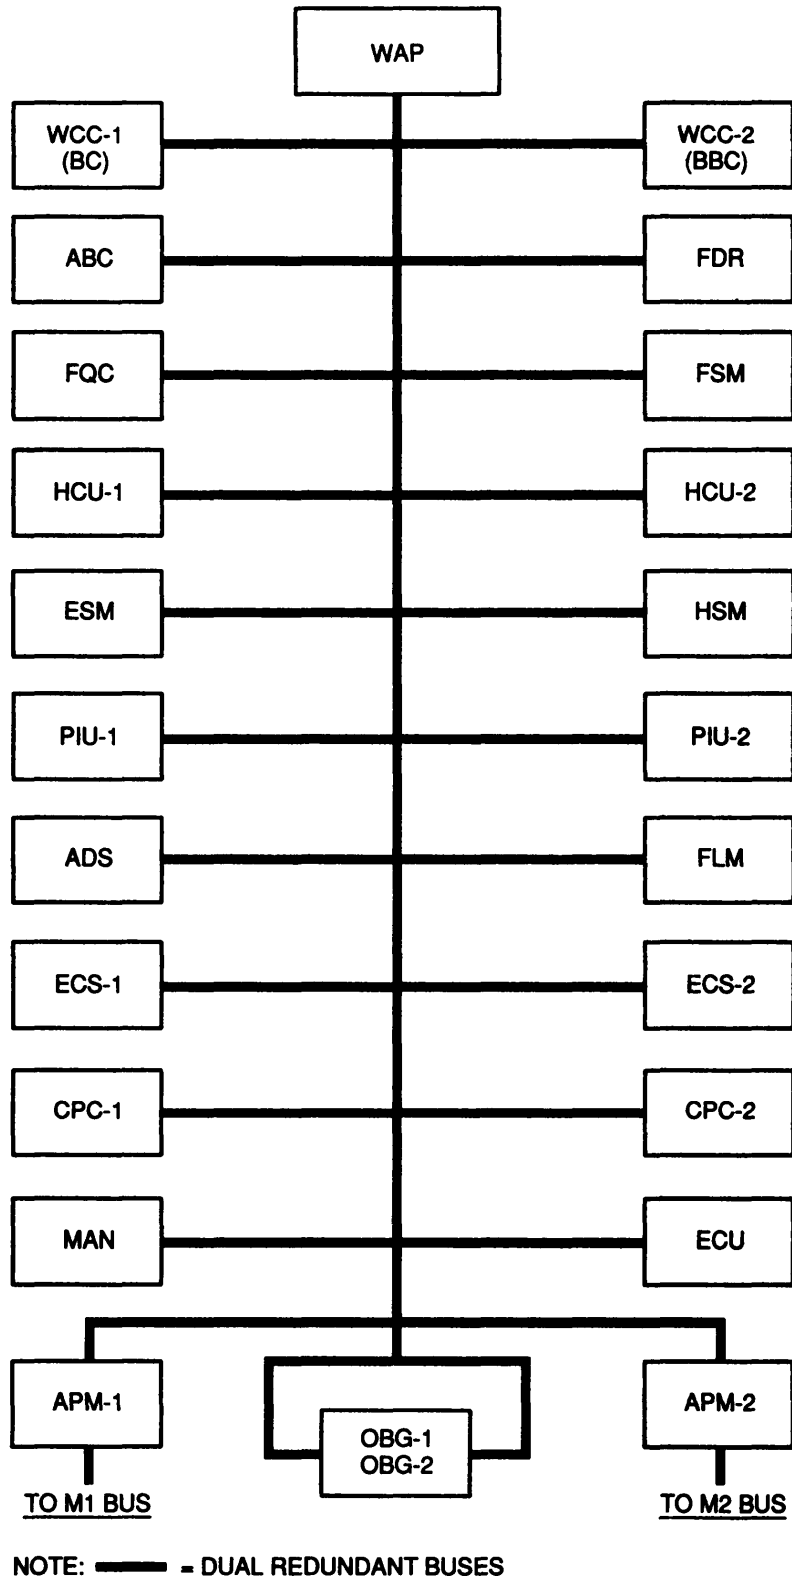 WAP
WCC-1
(BC)
WCC-2
(BBC)
ABC
FDR
FQC
FSM
HCU-1
HCU-2
ESM
HSM
PIU-1
PIU-2
ADS
FLM
ECS-1
ECS-2
CPC-1
CPC-2
MAN
ECU
APM-1
OBG-1
OBG-2
APM-2
TO M1 BUS
TO M2 BUS
NOTE: = DUAL REDUNDANT BUSES